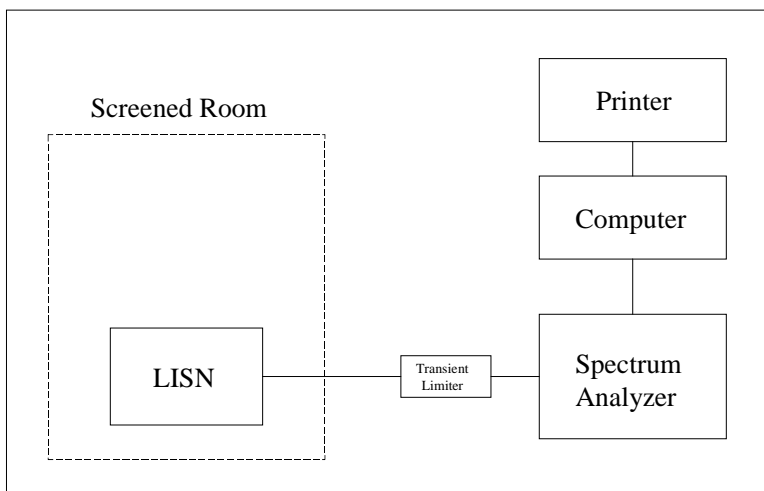 Screened Room
Printer
Computer
LISN
Transient
Limiter
Spectrum
Analyzer